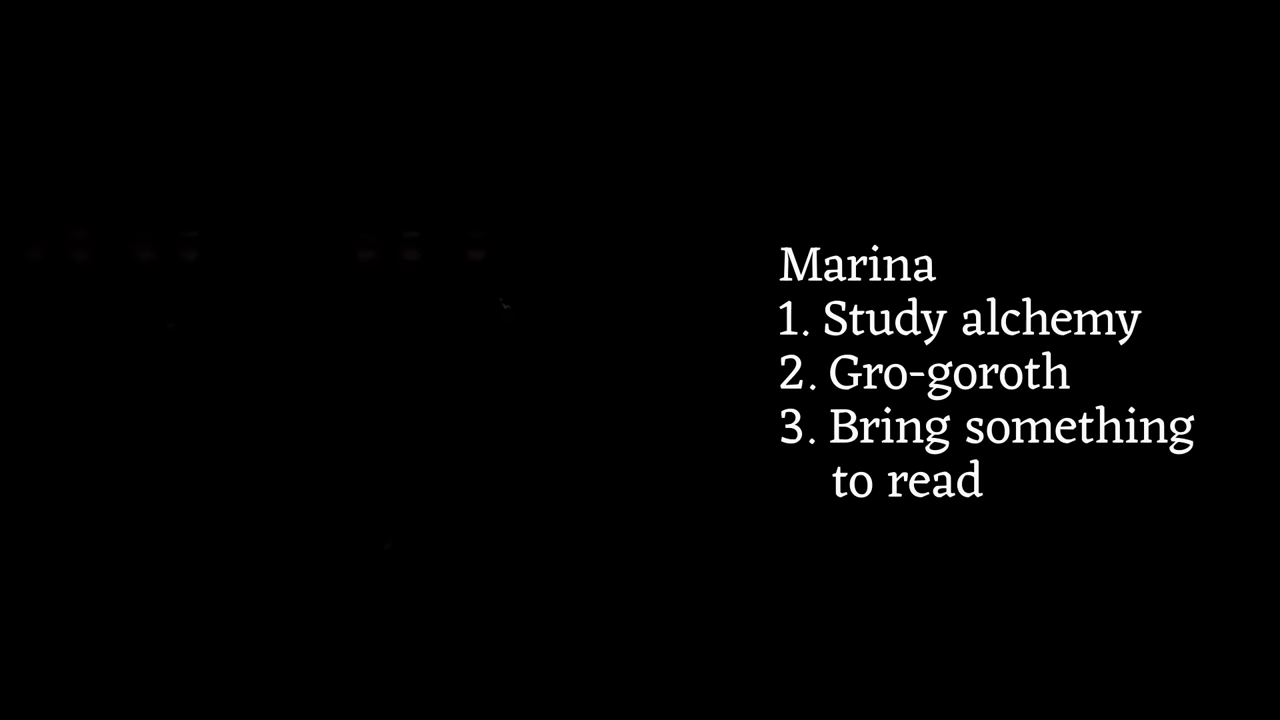 Marina
1. Study alchemy
2. Gro-goroth
3. Bring something
to read